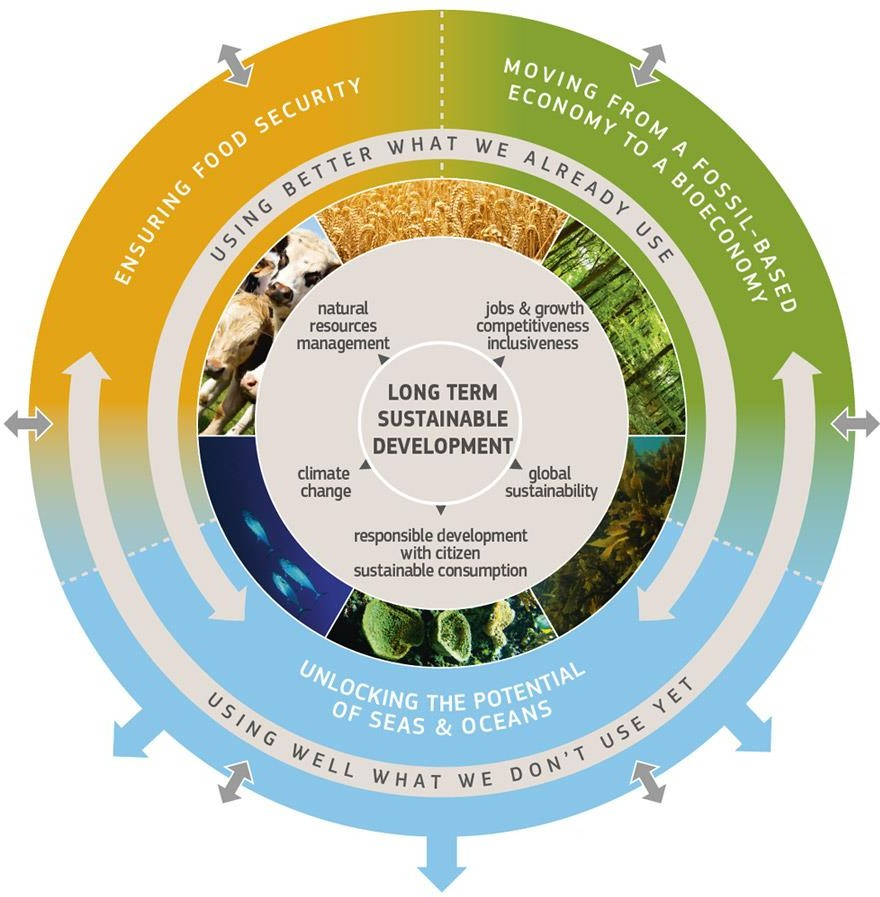 ENSURING FOOD SECURITY
MOVING FROM A FOSSIL-BASED
ECONOMY TO A BIOECONOMY
USING BETTER WHAT WE ALREADY USE
natural
resources
management
jobs & growth
competitiveness
inclusiveness
LONG TERM
SUSTAINABLE
DEVELOPMENT
climate
change
global
sustainability
responsible development
with citizen
sustainable consumption
UNLOCKING THE POTENTIAL
OF SEAS & OCEANS
USING WELL WHAT WE DON'T USE YET